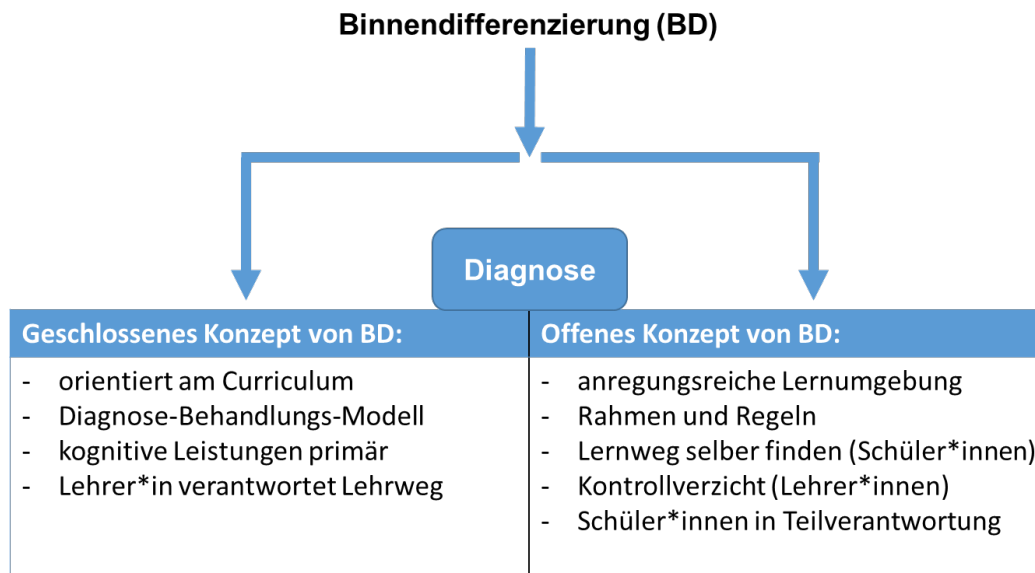 Binnendifferenzierung (BD)
Diagnose
Geschlossenes Konzept von BD:
- orientiert am Curriculum
- Diagnose-Behandlungs-Modell
- kognitive Leistungen primär
- Lehrer*in verantwortet Lehrweg
Offenes Konzept von BD:
- anregungsreiche Lernumgebung
- Rahmen und Regeln
- Lernweg selber finden (Schüler*innen)
- Kontrollverzicht (Lehrer*innen)
- Schüler*innen in Teilverantwortung